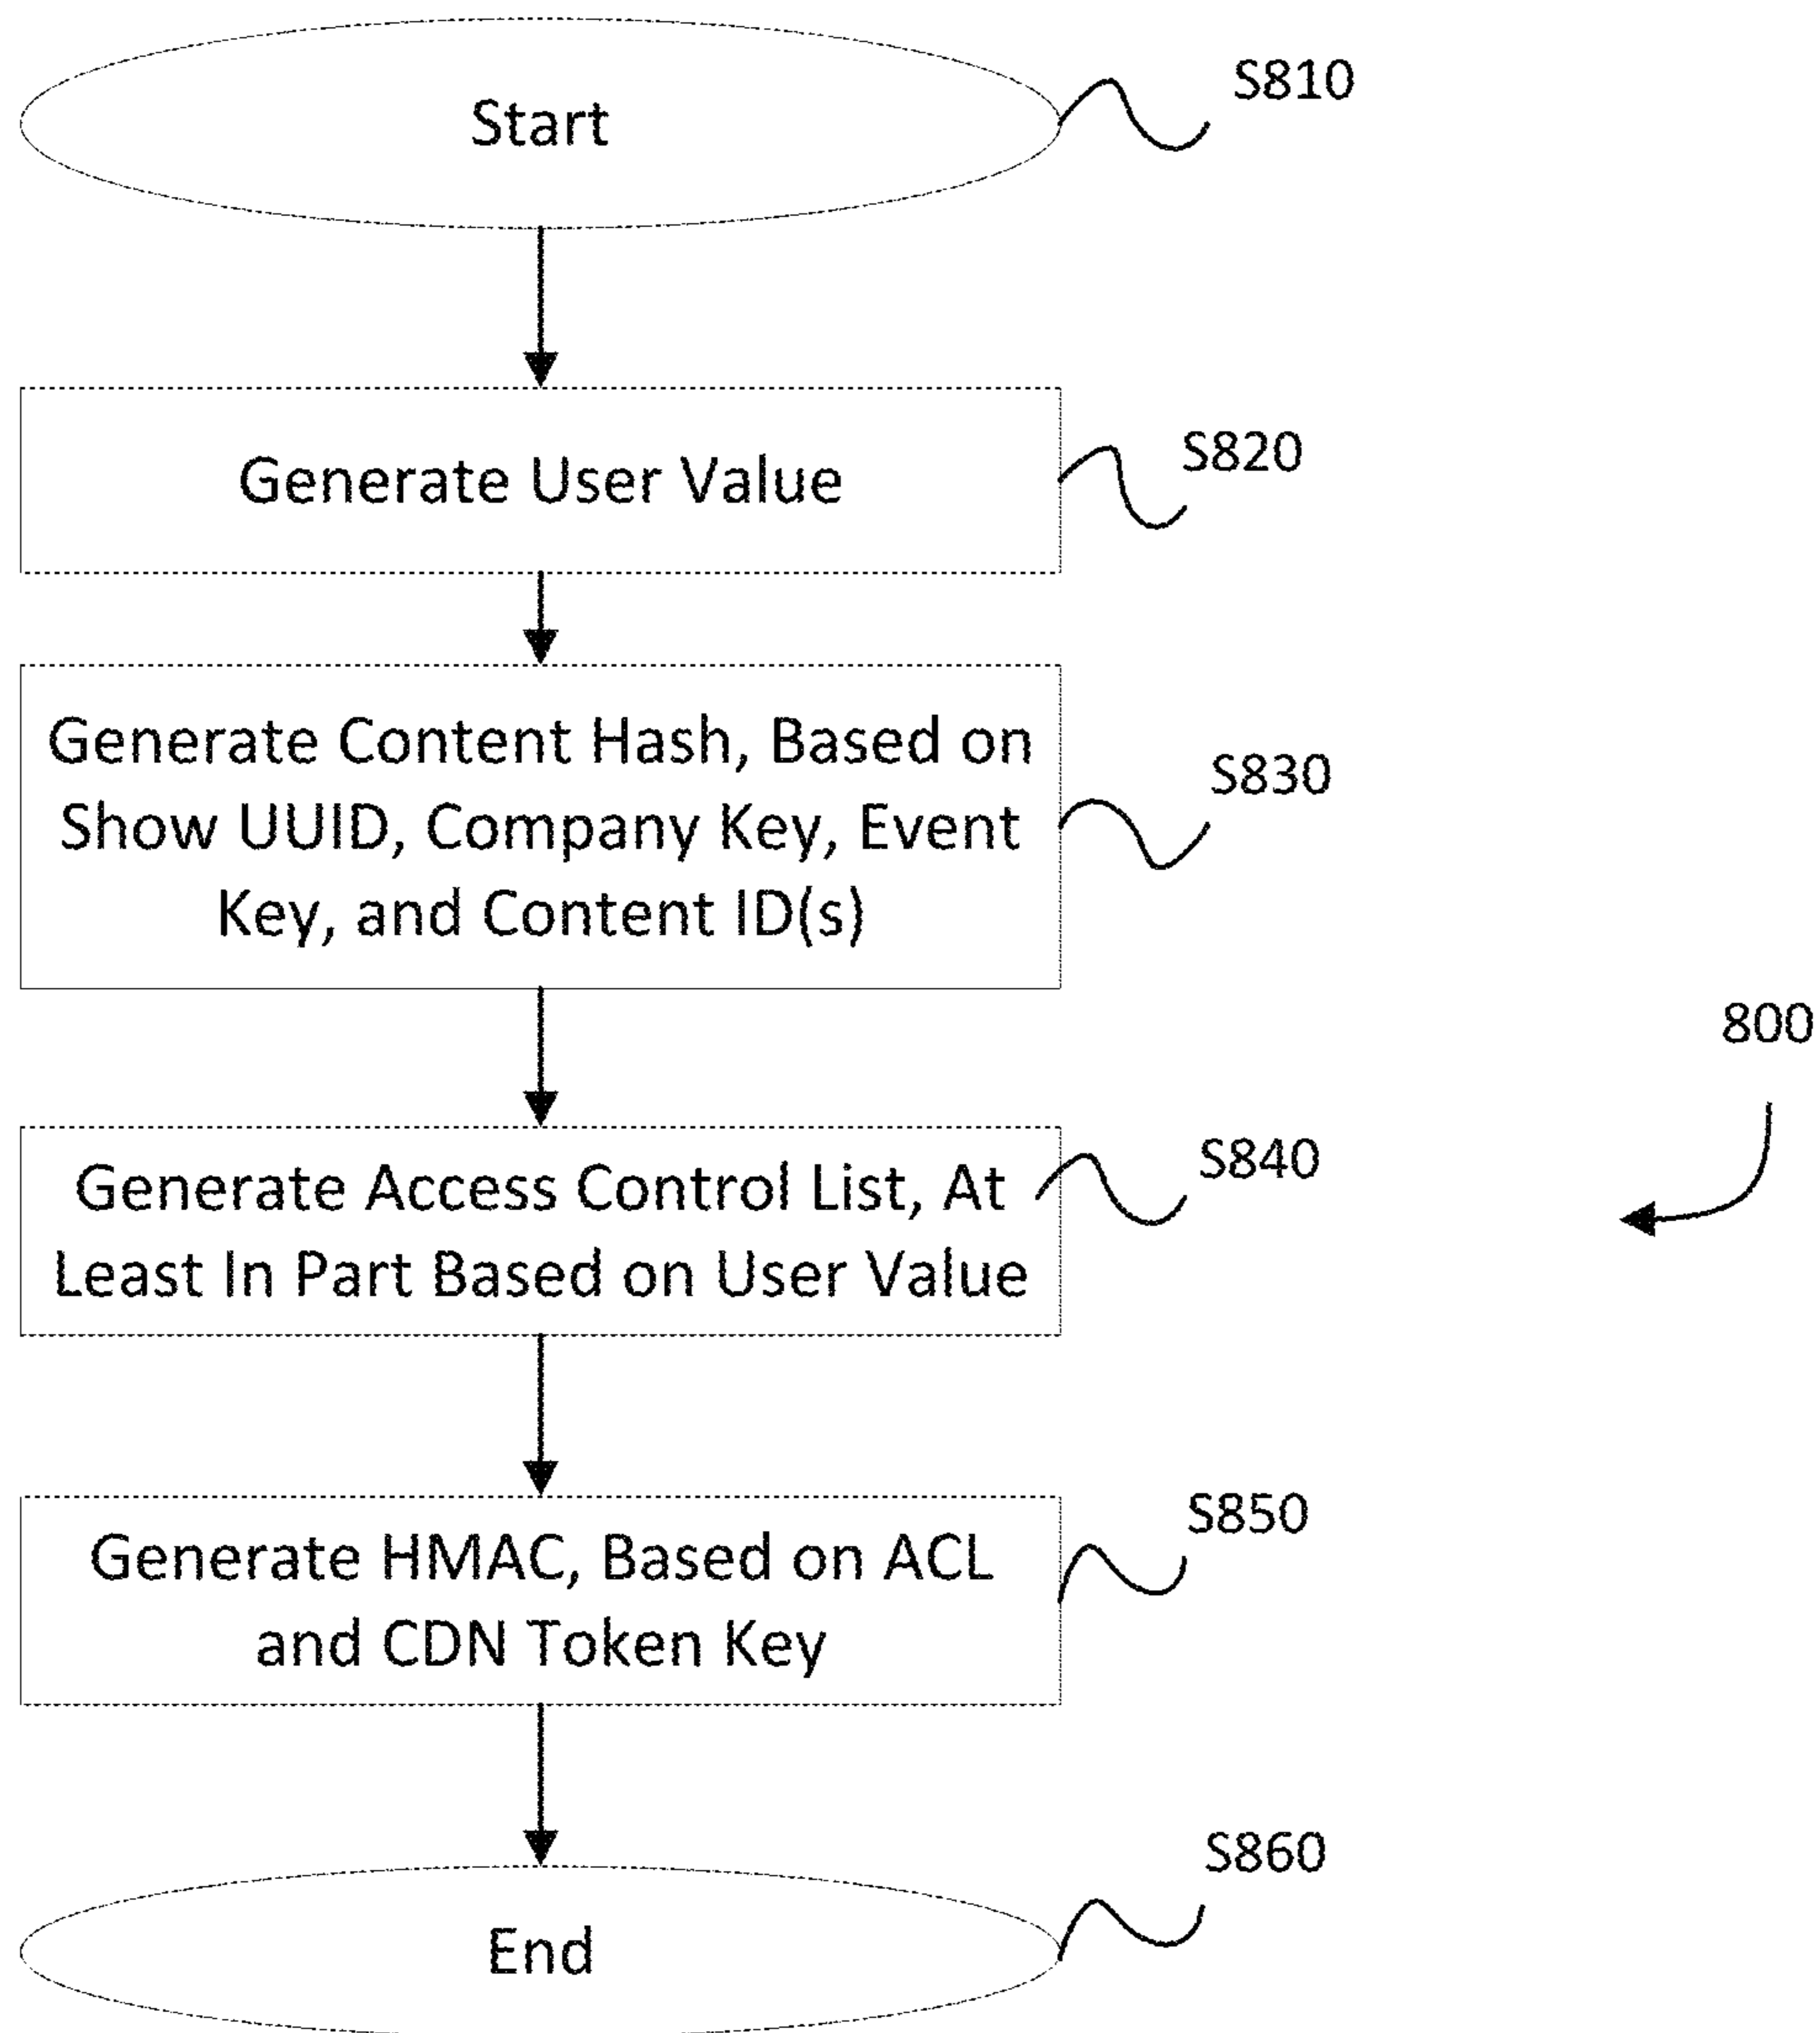 Start
S810
Generate User Value
S820
Generate Content Hash, Based on
Show UUID, Company Key, Event
Key, and Content ID(s)
S830
800
Generate Access Control List, At
Least In Part Based on User Value
S840
Generate HMAC, Based on ACL
and CDN Token Key
S850
End
S860